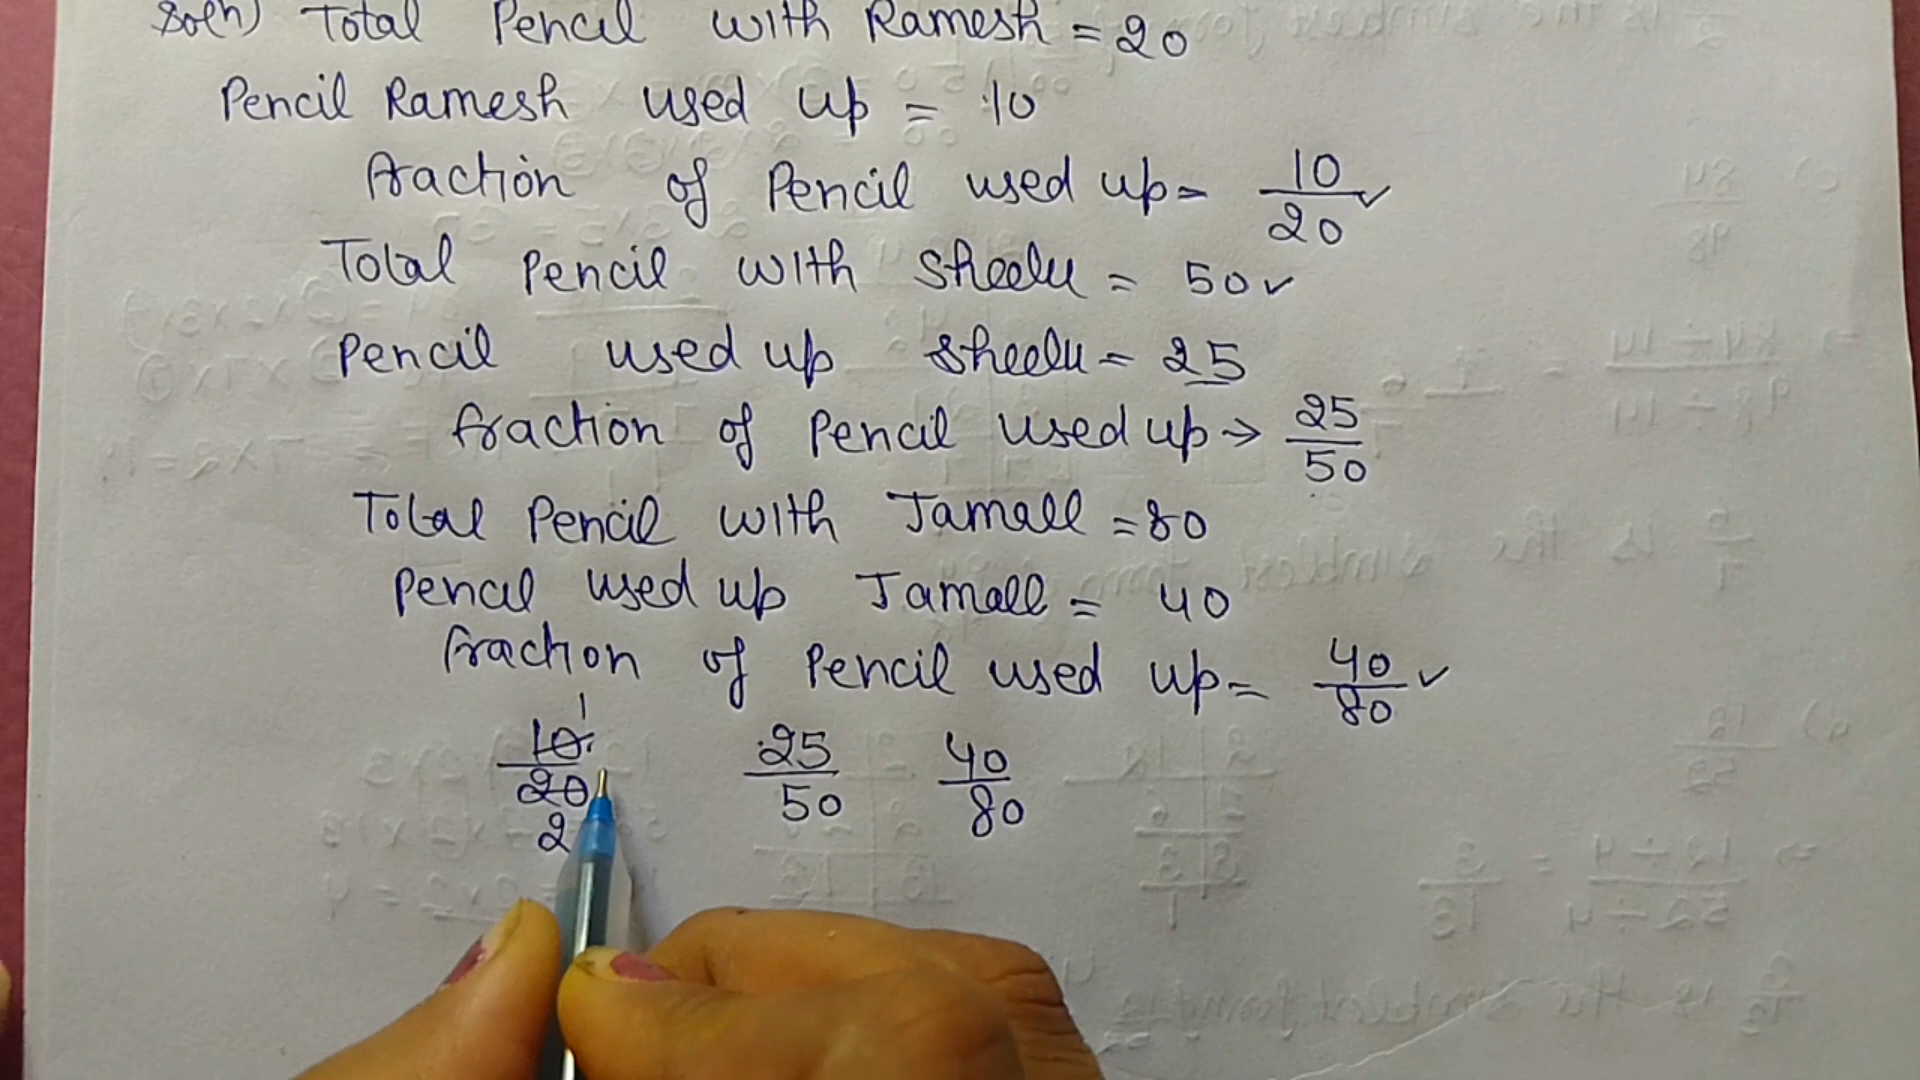 Soln) Total Pencil with Ramesh = 20
Pencil Ramesh used up = 10
fraction of Pencil used up = 10/20 ✓
Total Pencil with Sheelu = 50 ✓
Pencil used up Sheelu = 25
fraction of Pencil used up → 25/50
Total Pencil with Jamall = 80
Pencil used up Jamall = 40
fraction of Pencil used up = 40/80 ✓
1
10 25 40
20 50 80
2